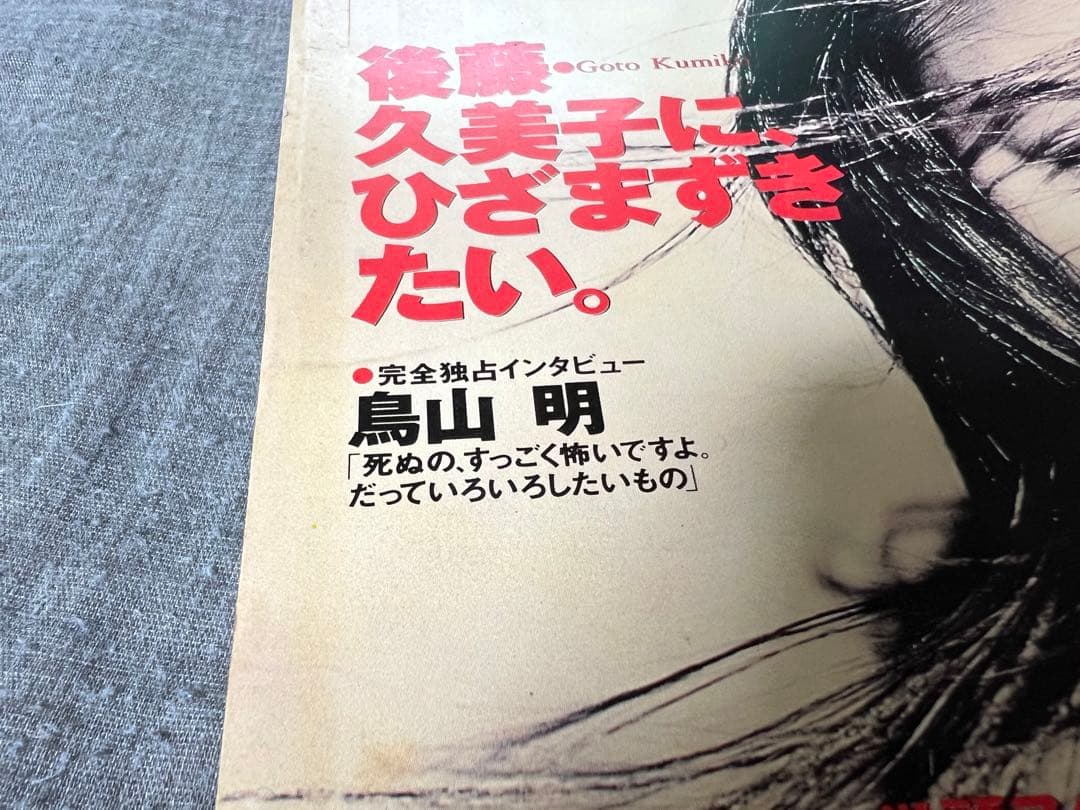 後藤●Goto Kumiko
久美子に、
ひざまずき
たい。
●完全独占インタビュー
鳥山 明
「死ぬの、すっごく怖いですよ。
だっていろいろしたいもの」